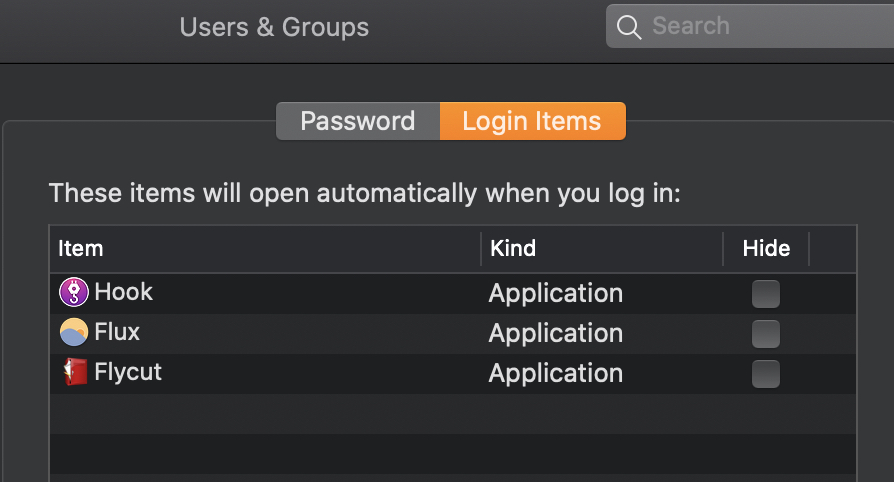 Users & Groups
Search
Password
Login Items
These items will open automatically when you log in:
Item Kind Hide
Hook Application
Flux Application
Flycut Application